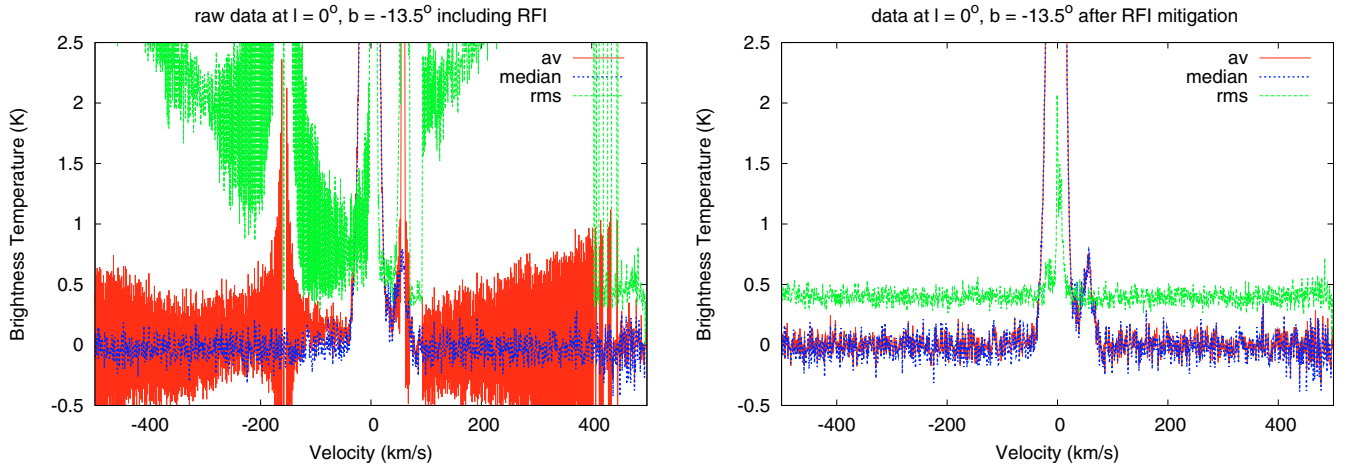 raw data at l = 0°, b = -13.5° including RFI
2.5
2
1.5
1
0.5
0
-0.5
Brightness Temperature (K)
av
median
rms
-400
-200
0
200
400
Velocity (km/s)
data at l = 0°, b = -13.5° after RFI mitigation
2.5
2
1.5
1
0.5
0
-0.5
Brightness Temperature (K)
av
median
rms
-400
-200
0
200
400
Velocity (km/s)